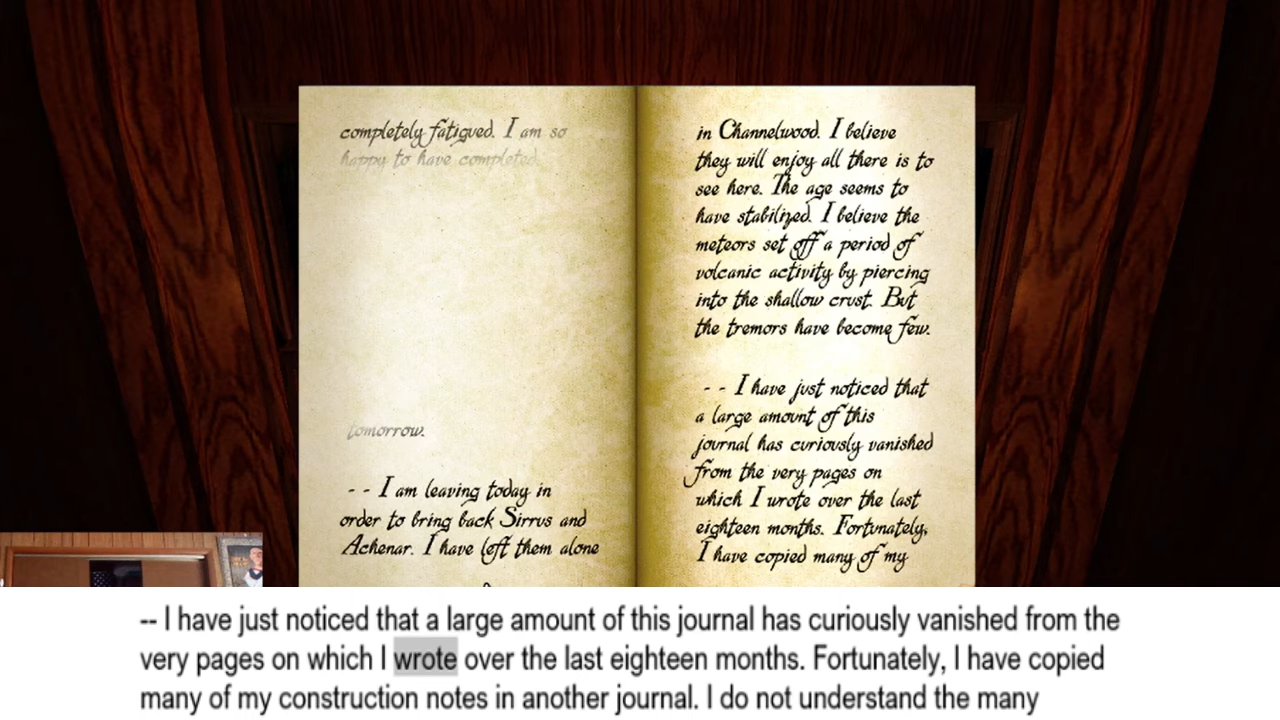 completely fatigued. I am so
happy to have completed
tomorrow.
- - I am leaving today in
order to bring back Sirrus and
Achenar. I have left them alone
in Channelwood. I believe
they will enjoy all there is to
see here. The age seems to
have stabilized. I believe the
meteors set off a period of
volcanic activity by piercing
into the shallow crust. But
the tremors have become few.
- - I have just noticed that
a large amount of this
journal has curiously vanished
from the very pages on
which I wrote over the last
eighteen months. Fortunately,
I have copied many of my
-- I have just noticed that a large amount of this journal has curiously vanished from the
very pages on which I wrote over the last eighteen months. Fortunately, I have copied
many of my construction notes in another journal. I do not understand the many